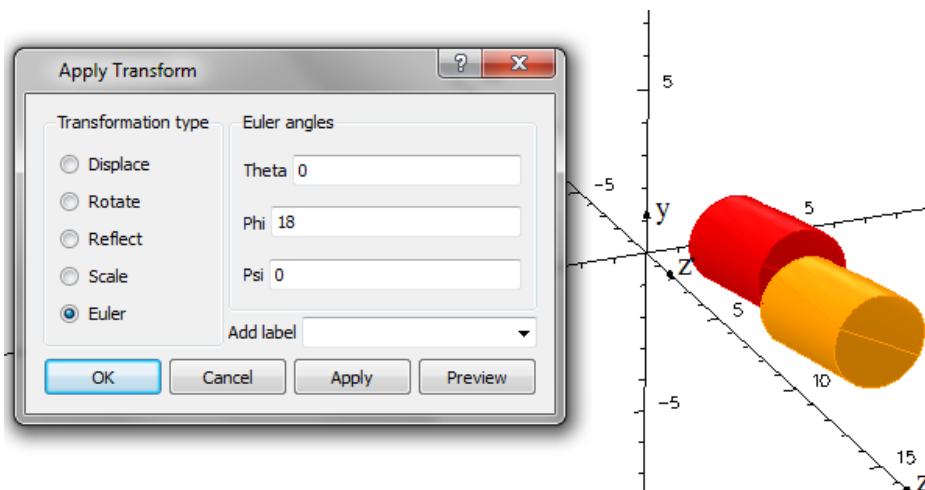 Apply Transform
?
X
Transformation type
Displace
Rotate
Reflect
Scale
Euler
Euler angles
Theta 0
Phi 18
Psi 0
Add label
OK
Cancel
Apply
Preview
5
-5
y
5
z
5
-5
10
15
z